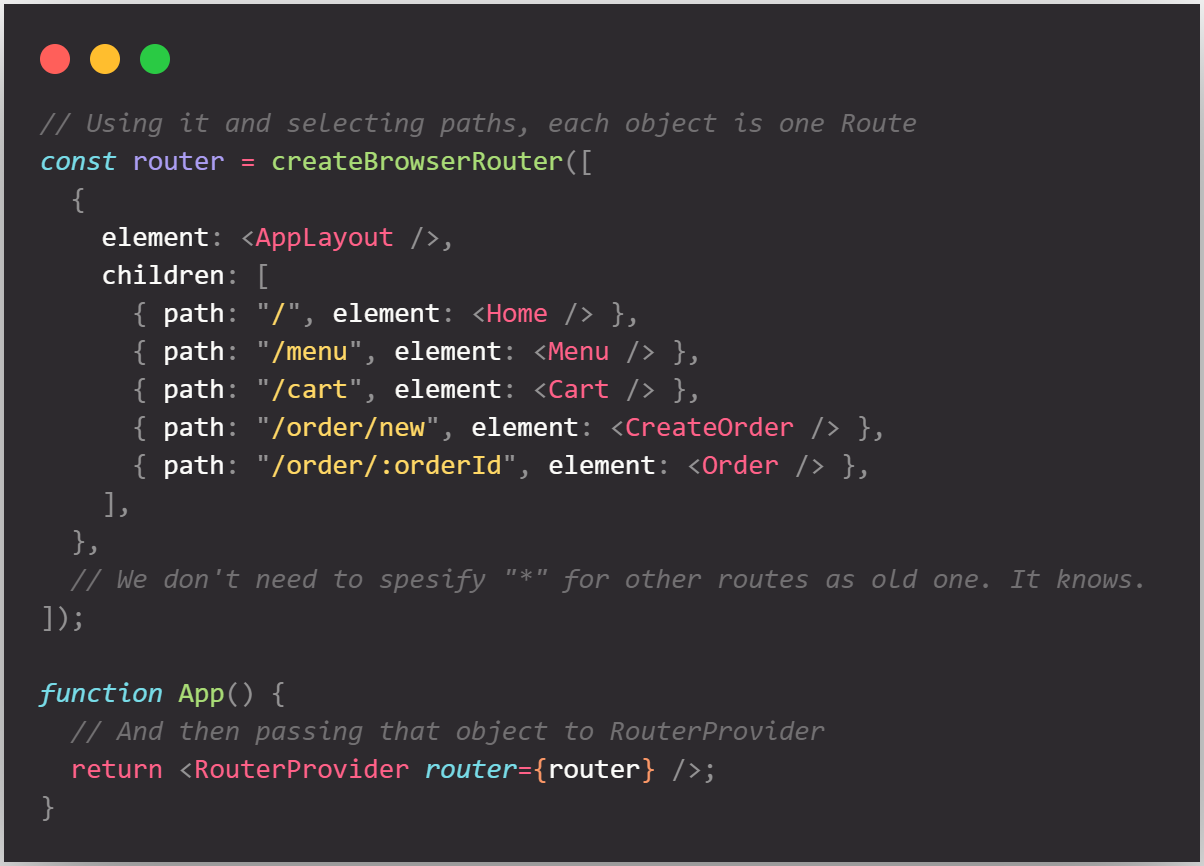 // Using it and selecting paths, each object is one Route
const router = createBrowserRouter([
  {
    element: <AppLayout />,
    children: [
      { path: "/", element: <Home /> },
      { path: "/menu", element: <Menu /> },
      { path: "/cart", element: <Cart /> },
      { path: "/order/new", element: <CreateOrder /> },
      { path: "/order/:orderId", element: <Order /> },
    ],
  },
  // We don't need to spesify "*" for other routes as old one. It knows.
]);

function App() {
  // And then passing that object to RouterProvider
  return <RouterProvider router={router} />;
}